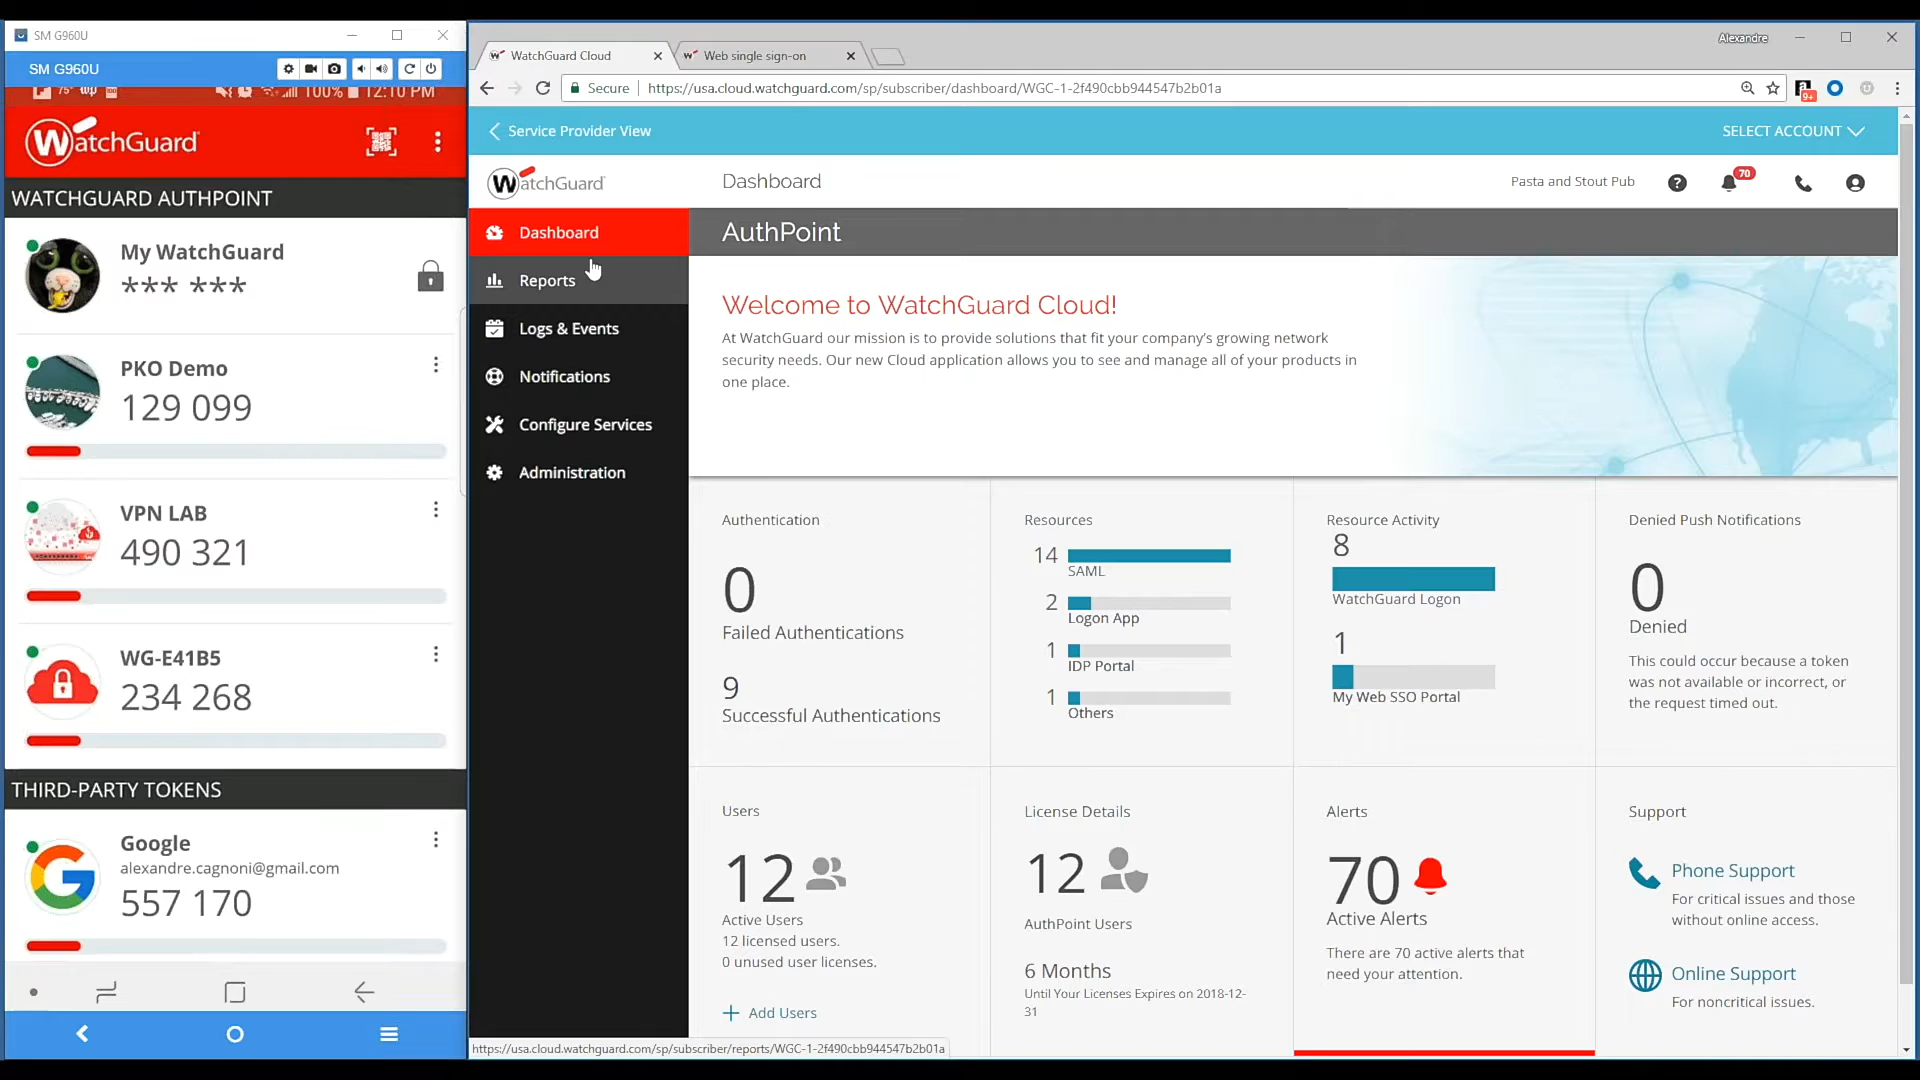 SM G960U
SM G960U
75° 100% 12:10 PM
WatchGuard
WATCHGUARD AUTHPOINT
My WatchGuard
*** ***
PKO Demo
129 099
VPN LAB
490 321
WG-E41B5
234 268
THIRD-PARTY TOKENS
Google
alexandre.cagnoni@gmail.com
557 170
WatchGuard Cloud
Web single sign-on
Alexandre
Secure
https://usa.cloud.watchguard.com/sp/subscriber/dashboard/WGC-1-2f490cbb944547b2b01a
9+
Service Provider View
SELECT ACCOUNT
WatchGuard
Dashboard
Pasta and Stout Pub
70
Dashboard
Reports
Logs & Events
Notifications
Configure Services
Administration
AuthPoint
Welcome to WatchGuard Cloud!
At WatchGuard our mission is to provide solutions that fit your company's growing network
security needs. Our new Cloud application allows you to see and manage all of your products in
one place.
Authentication
0
Failed Authentications
9
Successful Authentications
Resources
14
SAML
2
Logon App
1
IDP Portal
1
Others
Resource Activity
8
WatchGuard Logon
1
My Web SSO Portal
Denied Push Notifications
0
Denied
This could occur because a token
was not available or incorrect, or
the request timed out.
Users
12
Active Users
12 licensed users.
0 unused user licenses.
Add Users
License Details
12
AuthPoint Users
6 Months
Until Your Licenses Expires on 2018-12-
31
Alerts
70
Active Alerts
There are 70 active alerts that
need your attention.
Support
Phone Support
For critical issues and those
without online access.
Online Support
For noncritical issues.
https://usa.cloud.watchguard.com/sp/subscriber/reports/WGC-1-2f490cbb944547b2b01a